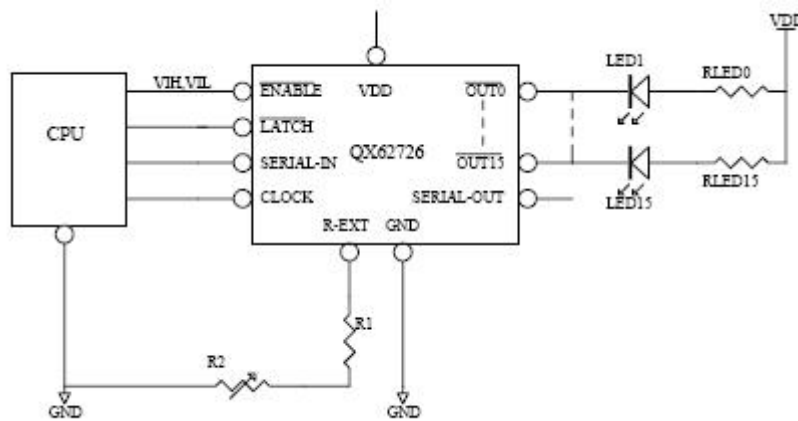 VDD
LED1
RLED0
VIH,VIL
ENABLE
VDD
OUT0
CPU
LATCH
QX62726
SERIAL-IN
OUT15
RLED15
CLOCK
SERIAL-OUT
LED15
R-EXT
GND
R1
R2
GND
GND